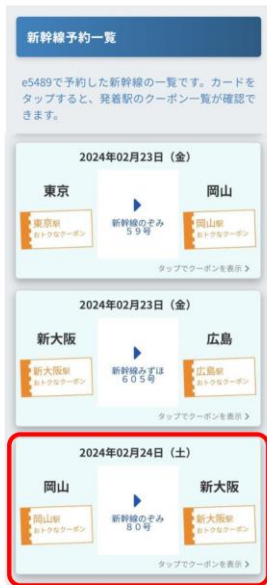 新幹線予約一覧
e5489で予約した新幹線の一覧です。カードを
タップすると、発着駅のクーポン一覧が確認で
きます。
2024年02月23日（金）
東京
岡山
東京駅
おトクなクーポン
新幹線のぞみ
５９号
岡山駅
おトクなクーポン
タップでクーポンを表示 >
2024年02月23日（金）
新大阪
広島
新大阪駅
おトクなクーポン
新幹線みずほ
６０５号
広島駅
おトクなクーポン
タップでクーポンを表示 >
2024年02月24日（土）
岡山
新大阪
岡山駅
おトクなクーポン
新幹線のぞみ
８０号
新大阪駅
おトクなクーポン
タップでクーポンを表示 >